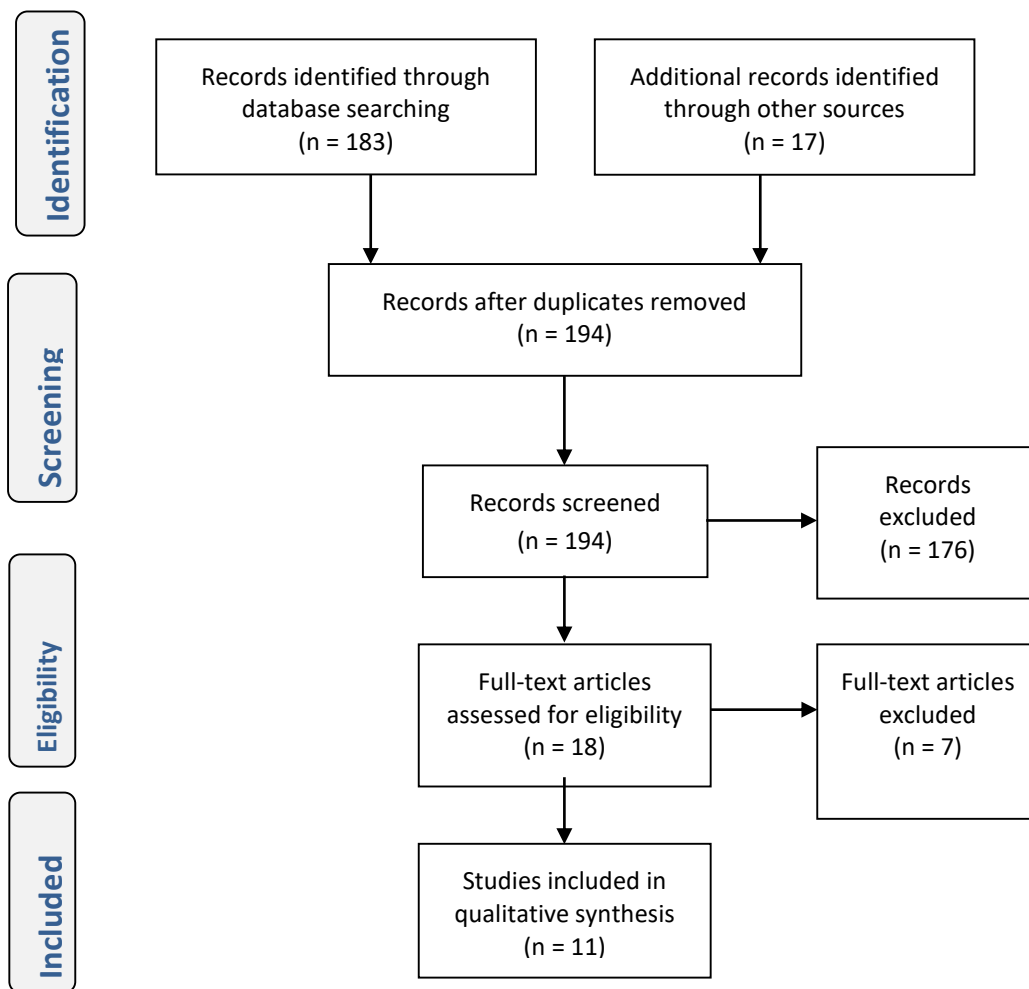 Identification
Records identified through
database searching
(n = 183)
Additional records identified
through other sources
(n = 17)
Screening
Records after duplicates removed
(n = 194)
Records screened
(n = 194)
Records
excluded
(n = 176)
Eligibility
Full-text articles
assessed for eligibility
(n = 18)
Full-text articles
excluded
(n = 7)
Included
Studies included in
qualitative synthesis
(n = 11)